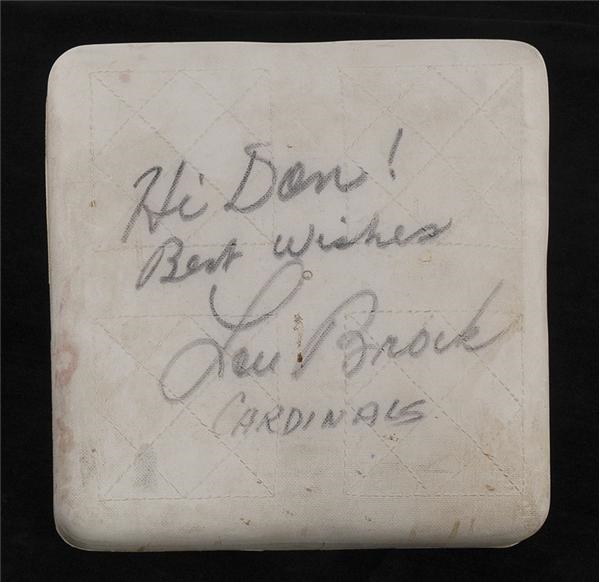 Hi Don!
Best Wishes
Lou Brock
CARDINALS